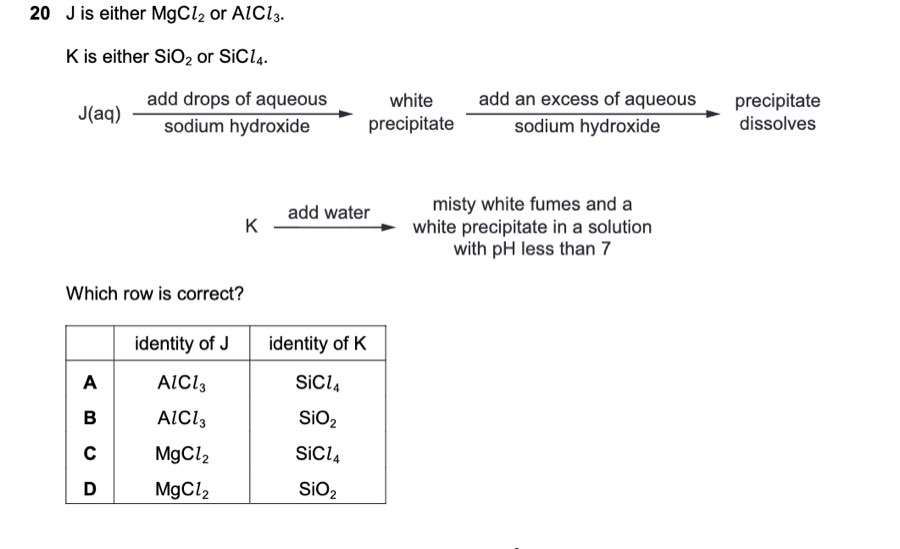 20 J is either MgCl₂ or AlCl₃.
K is either SiO₂ or SiCl₄.
J(aq) add drops of aqueous sodium hydroxide white precipitate add an excess of aqueous sodium hydroxide precipitate dissolves
K add water misty white fumes and a white precipitate in a solution with pH less than 7
Which row is correct?
identity of J identity of K
A AlCl₃ SiCl₄
B AlCl₃ SiO₂
C MgCl₂ SiCl₄
D MgCl₂ SiO₂